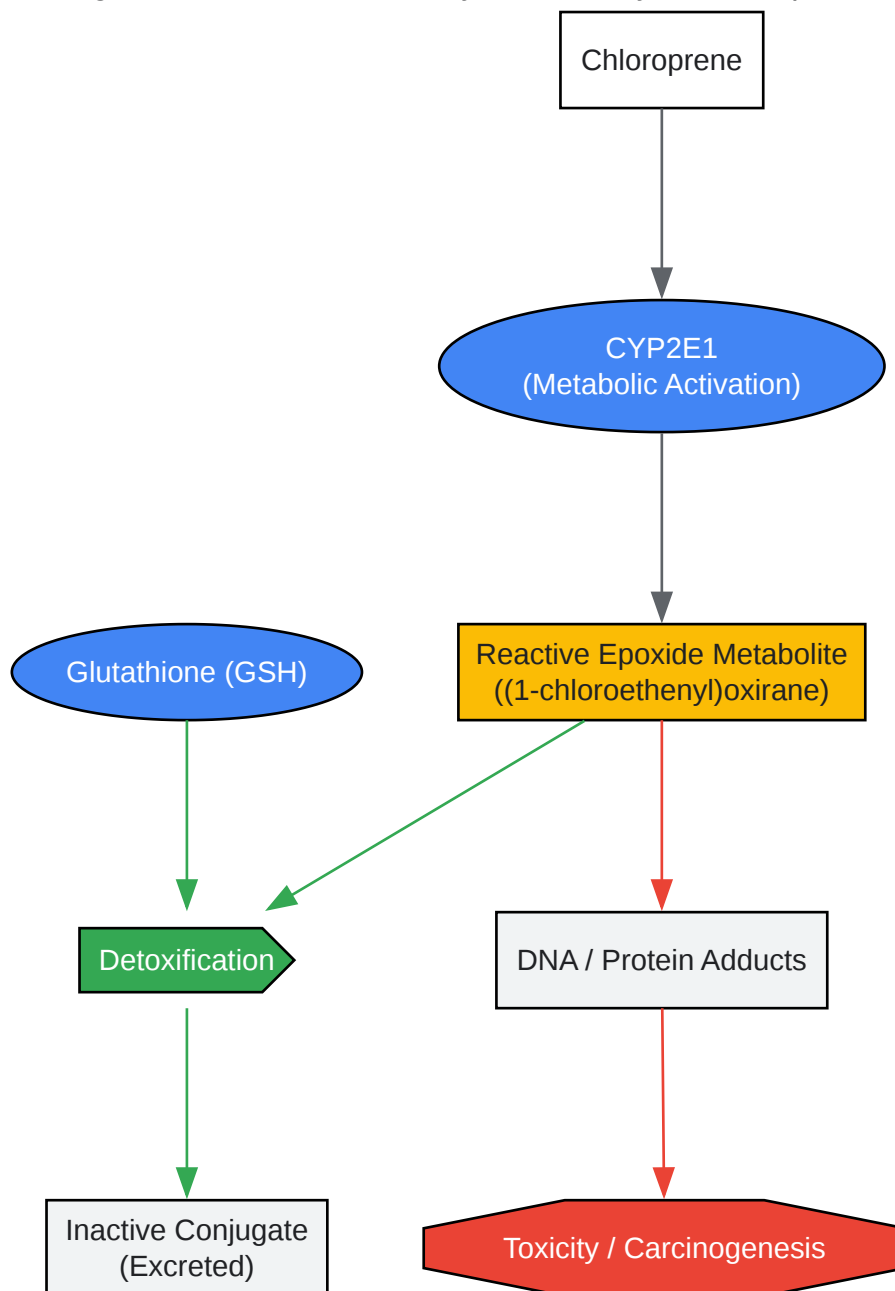 Chloroprene
CYP2E1
(Metabolic Activation)
Glutathione (GSH)
Reactive Epoxide Metabolite
((1-chloroethenyl)oxirane)
Detoxification
DNA / Protein Adducts
Inactive Conjugate
(Excreted)
Toxicity / Carcinogenesis